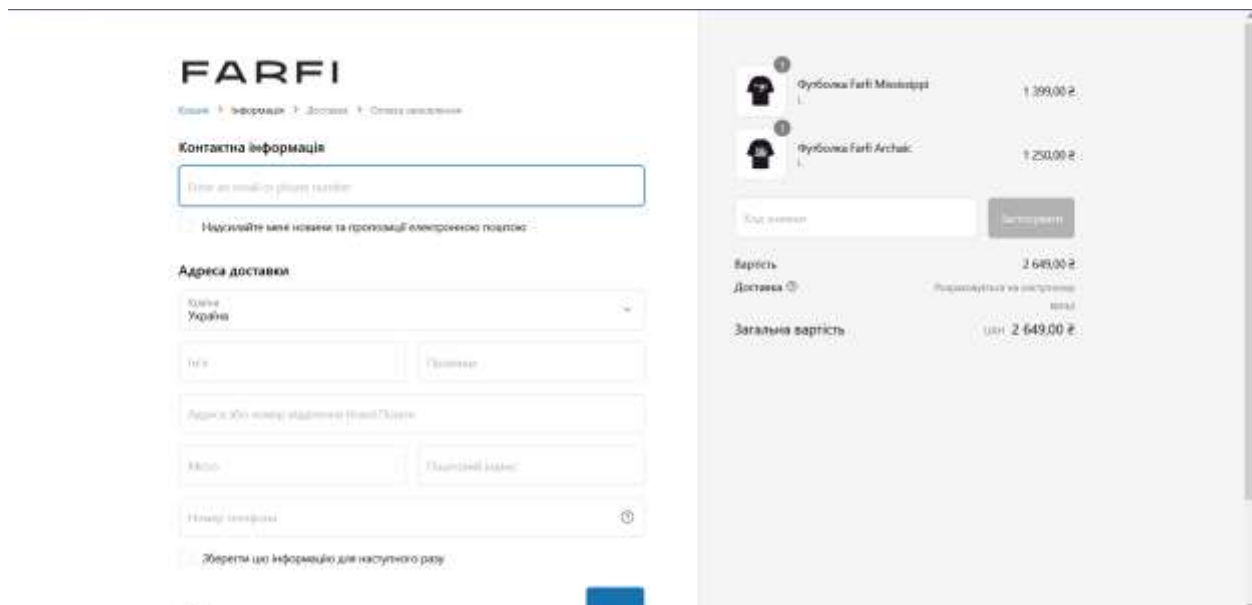 FARFI
Кошик > Інформація > Доставка > Оплата замовлення
Контактна інформація
Enter an email or phone number
Надсилайте мені новини та пропозиції електронною поштою
Адреса доставки
Країна
Україна
Ім'я
Прізвище
Адреса або номер відділення Нової Пошти
Місто
Поштовий індекс
Номер телефона
Зберегти цю інформацію для наступного разу
1
Футболка Farfi Mississippi
L
1 399,00 ₴
1
Футболка Farfi Archaic
L
1 250,00 ₴
Код знижки
Застосувати
Вартість
2 649,00 ₴
Доставка
Розраховується на наступному
Загальна вартість
UAH 2 649,00 ₴